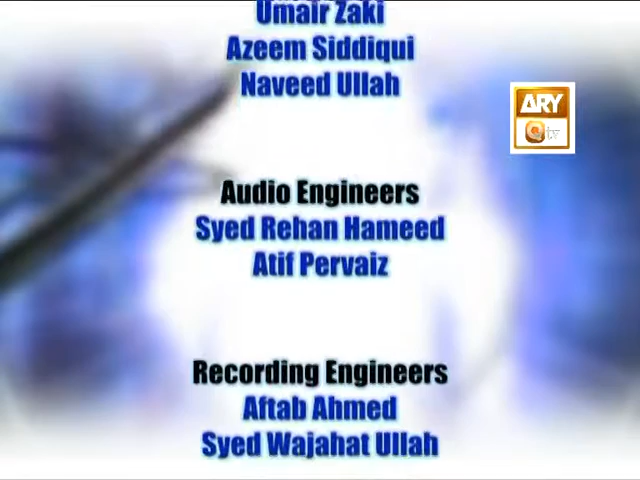 Umair Zaki
Azeem Siddiqui
Naveed Ullah
ARY
Qtv
Audio Engineers
Syed Rehan Hameed
Atif Pervaiz
Recording Engineers
Aftab Ahmed
Syed Wajahat Ullah